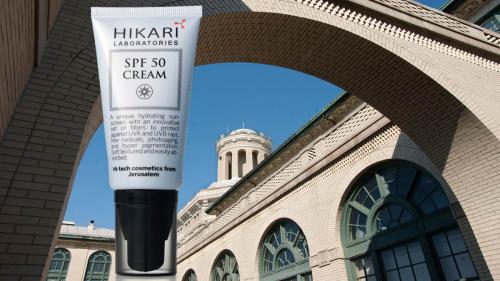 HIKARI
LABORATORIES
SPF 50
CREAM
A unique hydrating sun-
screen with an innovative
set of filters to protect
against UVA and UVB rays,
free radicals, photoaging
and hyper pigmentation
Soft textured and easily ab-
sorbed.
Hi-tech cosmetics from
Jerusalem